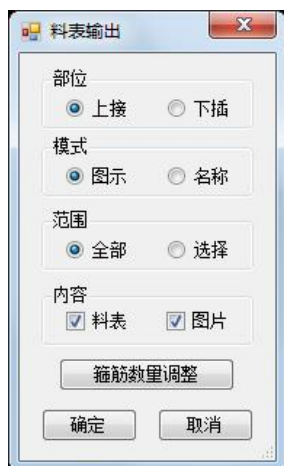 料表输出
部位
上接 下插
模式
图示 名称
范围
全部 选择
内容
料表 图片
箍筋数量调整
确定 取消